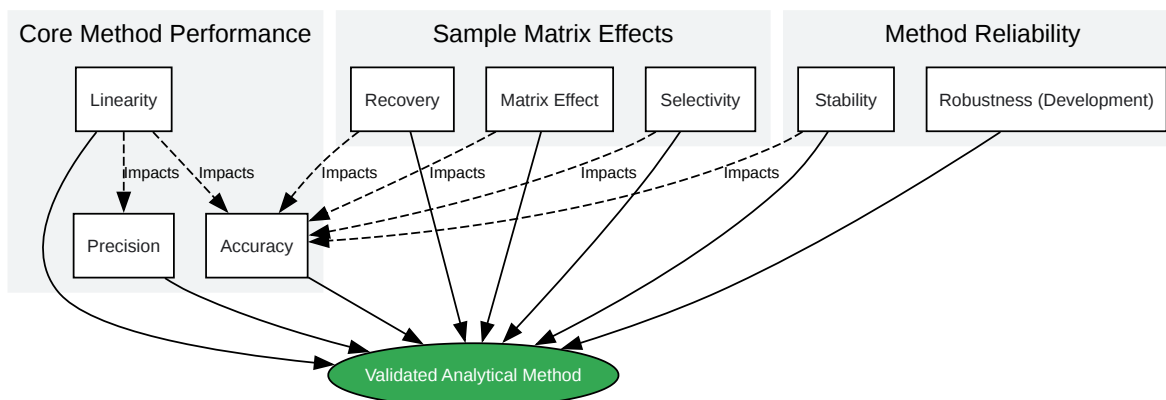 Core Method Performance
Sample Matrix Effects
Method Reliability
Linearity
Recovery
Matrix Effect
Selectivity
Stability
Robustness (Development)
Impacts
Impacts
Impacts
Impacts
Impacts
Impacts
Precision
Accuracy
Validated Analytical Method